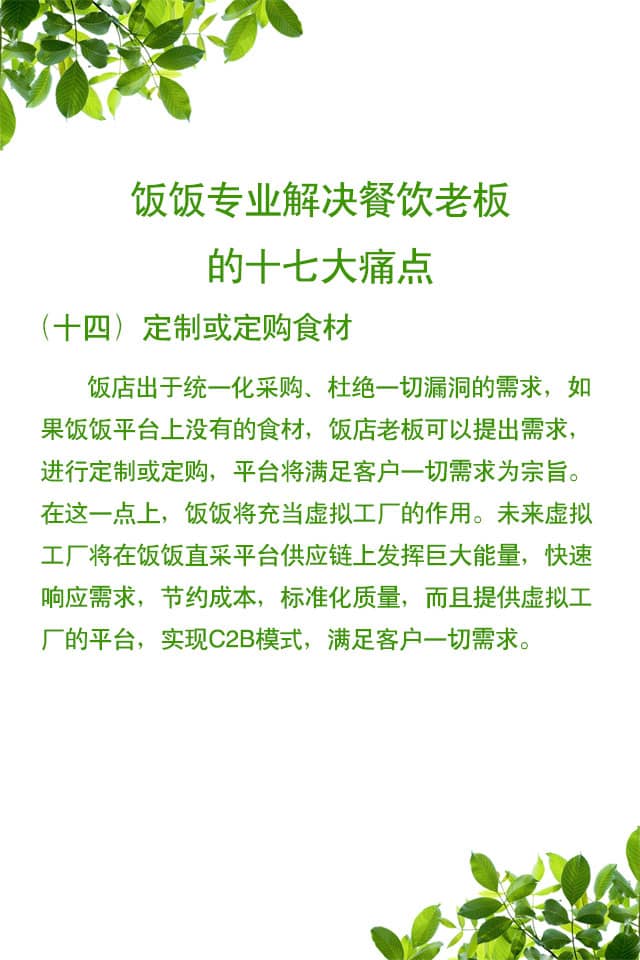 饭饭专业解决餐饮老板
的十七大痛点
（十四）定制或定购食材
饭店出于统一化采购、杜绝一切漏洞的需求，如
果饭饭平台上没有的食材，饭店老板可以提出需求，
进行定制或定购，平台将满足客户一切需求为宗旨。
在这一点上，饭饭将充当虚拟工厂的作用。未来虚拟
工厂将在饭饭直采平台供应链上发挥巨大能量，快速
响应需求，节约成本，标准化质量，而且提供虚拟工
厂的平台，实现C2B模式，满足客户一切需求。